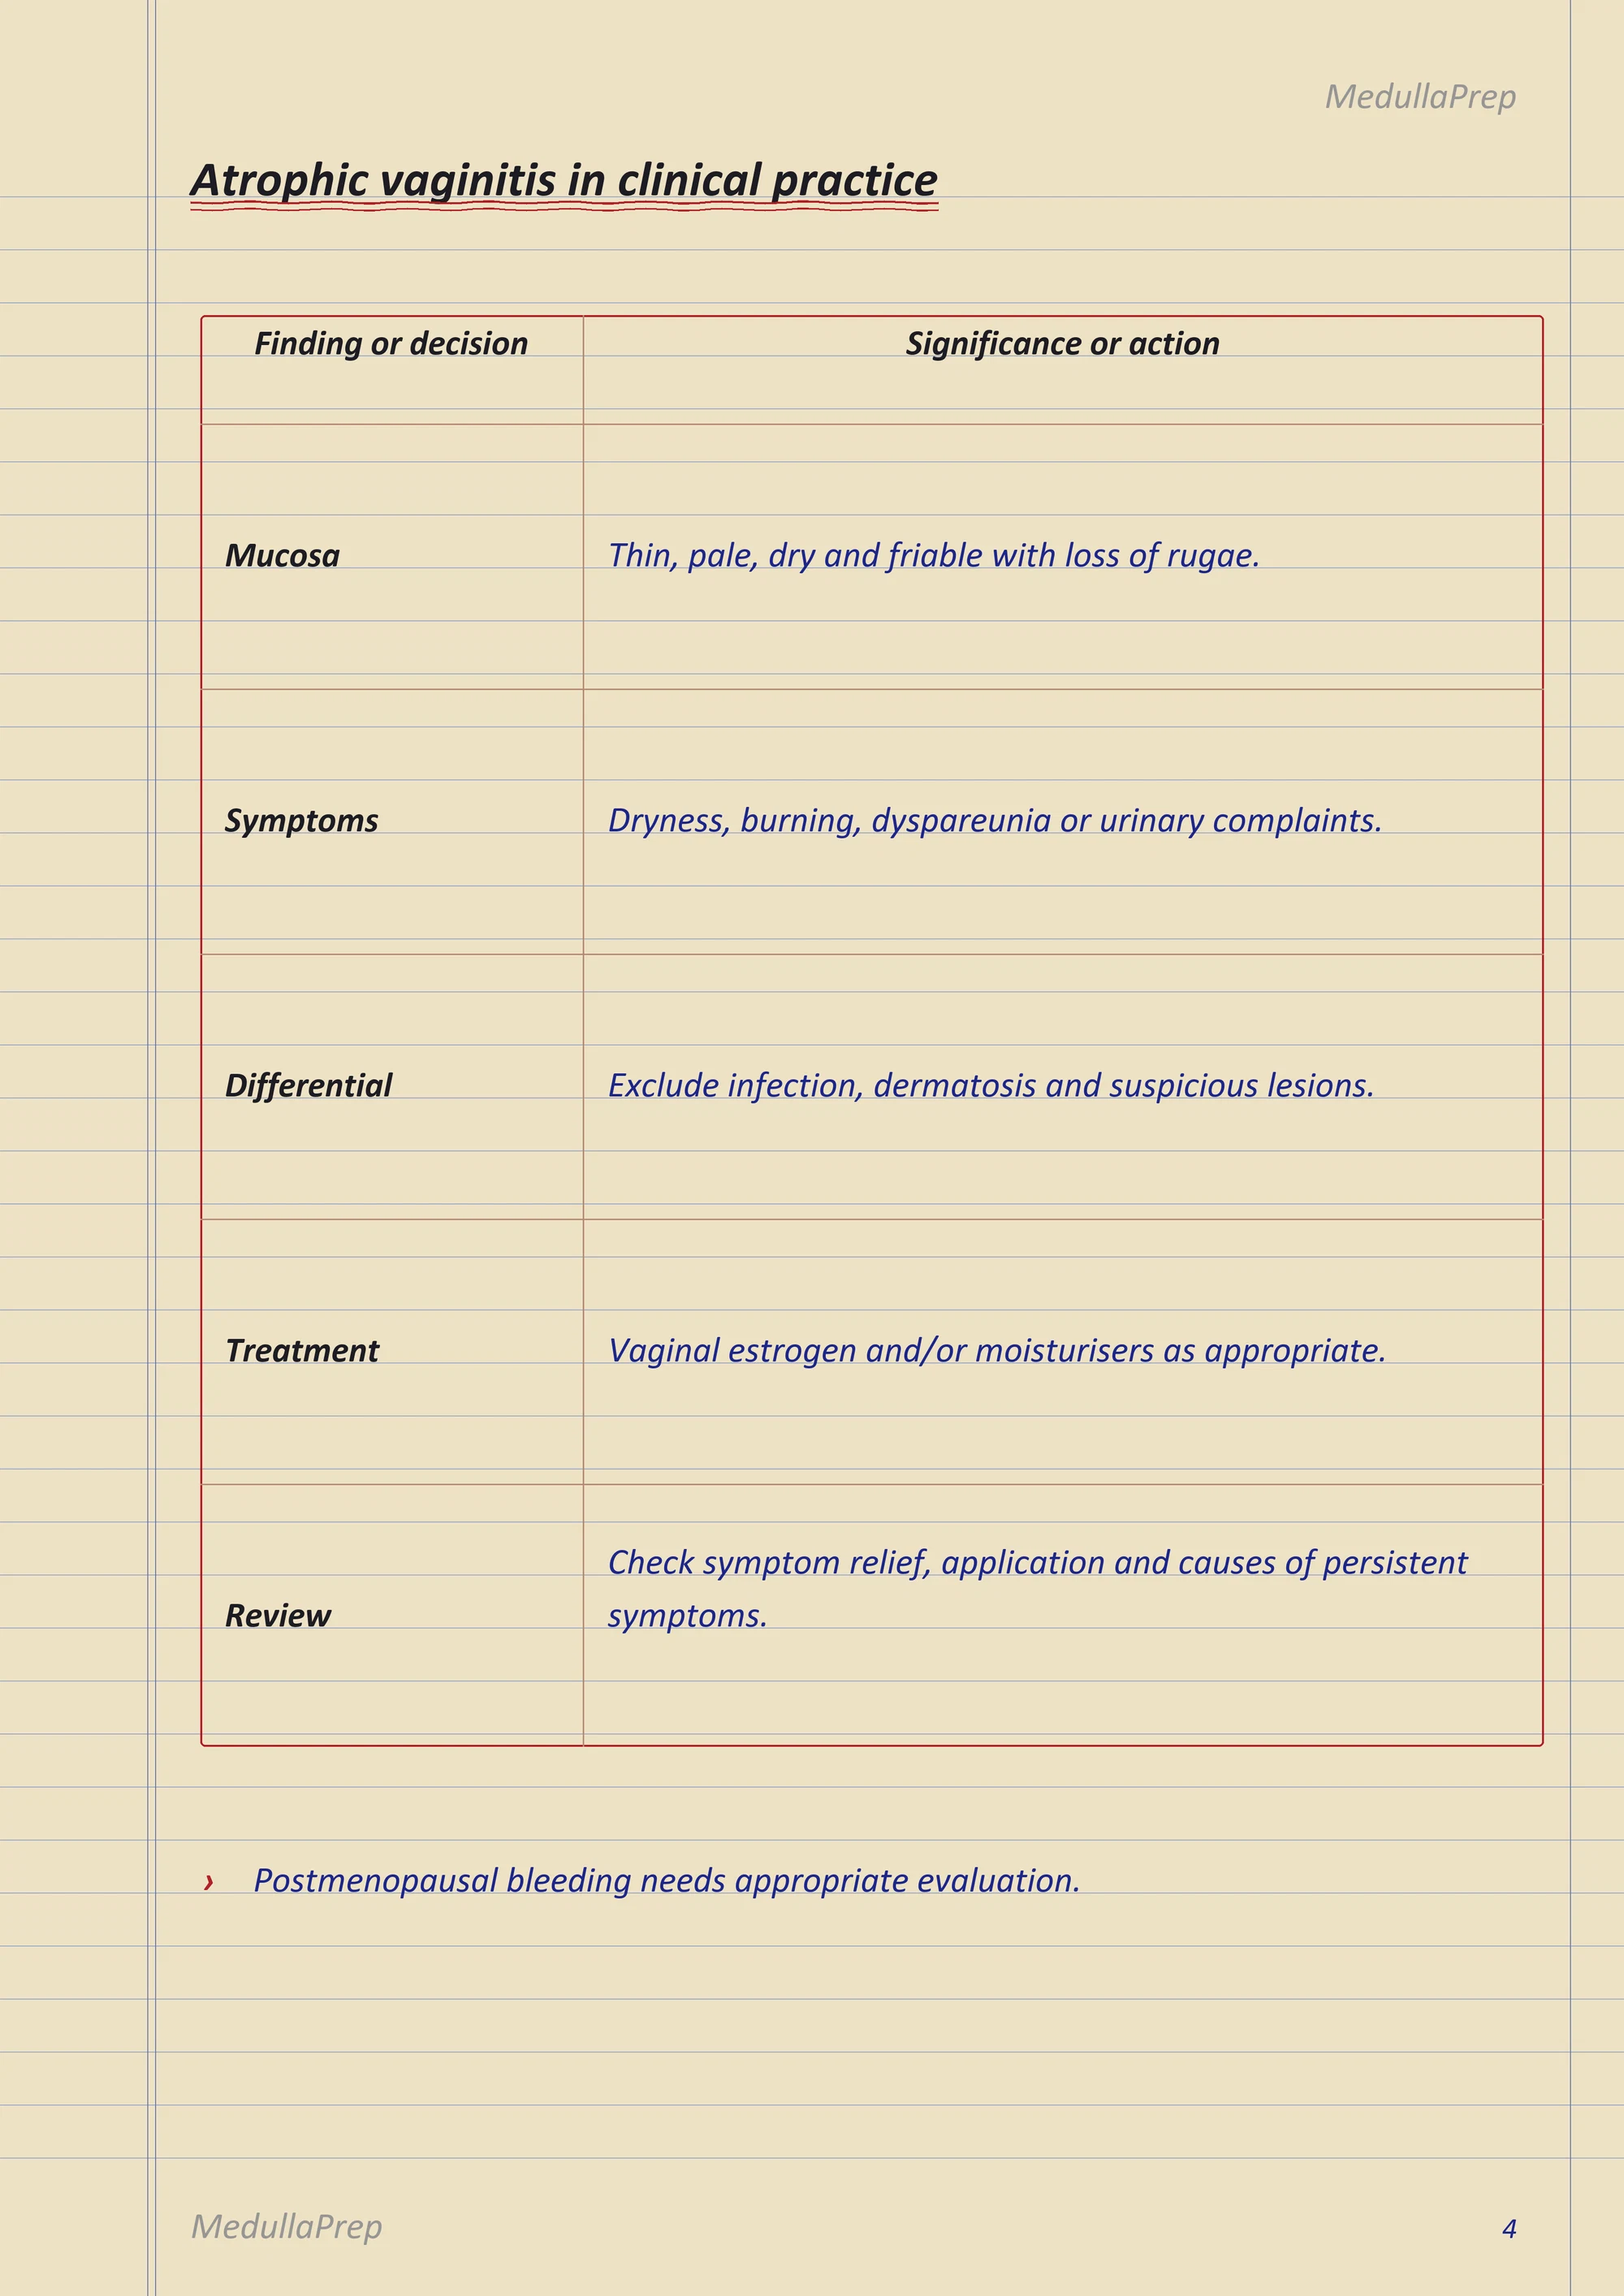 MedullaPrep
Atrophic vaginitis in clinical practice
Finding or decision
Significance or action
Mucosa
Thin, pale, dry and friable with loss of rugae.
Symptoms
Dryness, burning, dyspareunia or urinary complaints.
Differential
Exclude infection, dermatosis and suspicious lesions.
Treatment
Vaginal estrogen and/or moisturisers as appropriate.
Review
Check symptom relief, application and causes of persistent
symptoms.
› Postmenopausal bleeding needs appropriate evaluation.
MedullaPrep
4